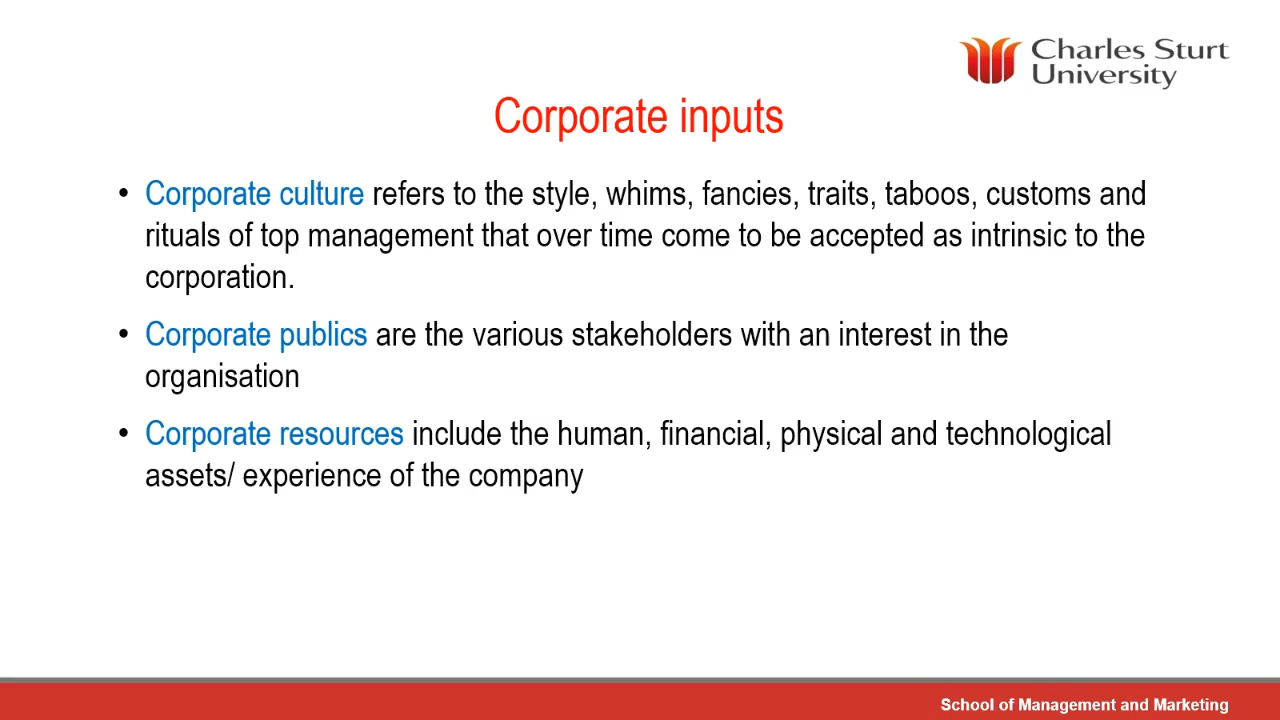 Charles Sturt
University
Corporate inputs
• Corporate culture refers to the style, whims, fancies, traits, taboos, customs and
rituals of top management that over time come to be accepted as intrinsic to the
corporation.
• Corporate publics are the various stakeholders with an interest in the
organisation
• Corporate resources include the human, financial, physical and technological
assets/ experience of the company
School of Management and Marketing